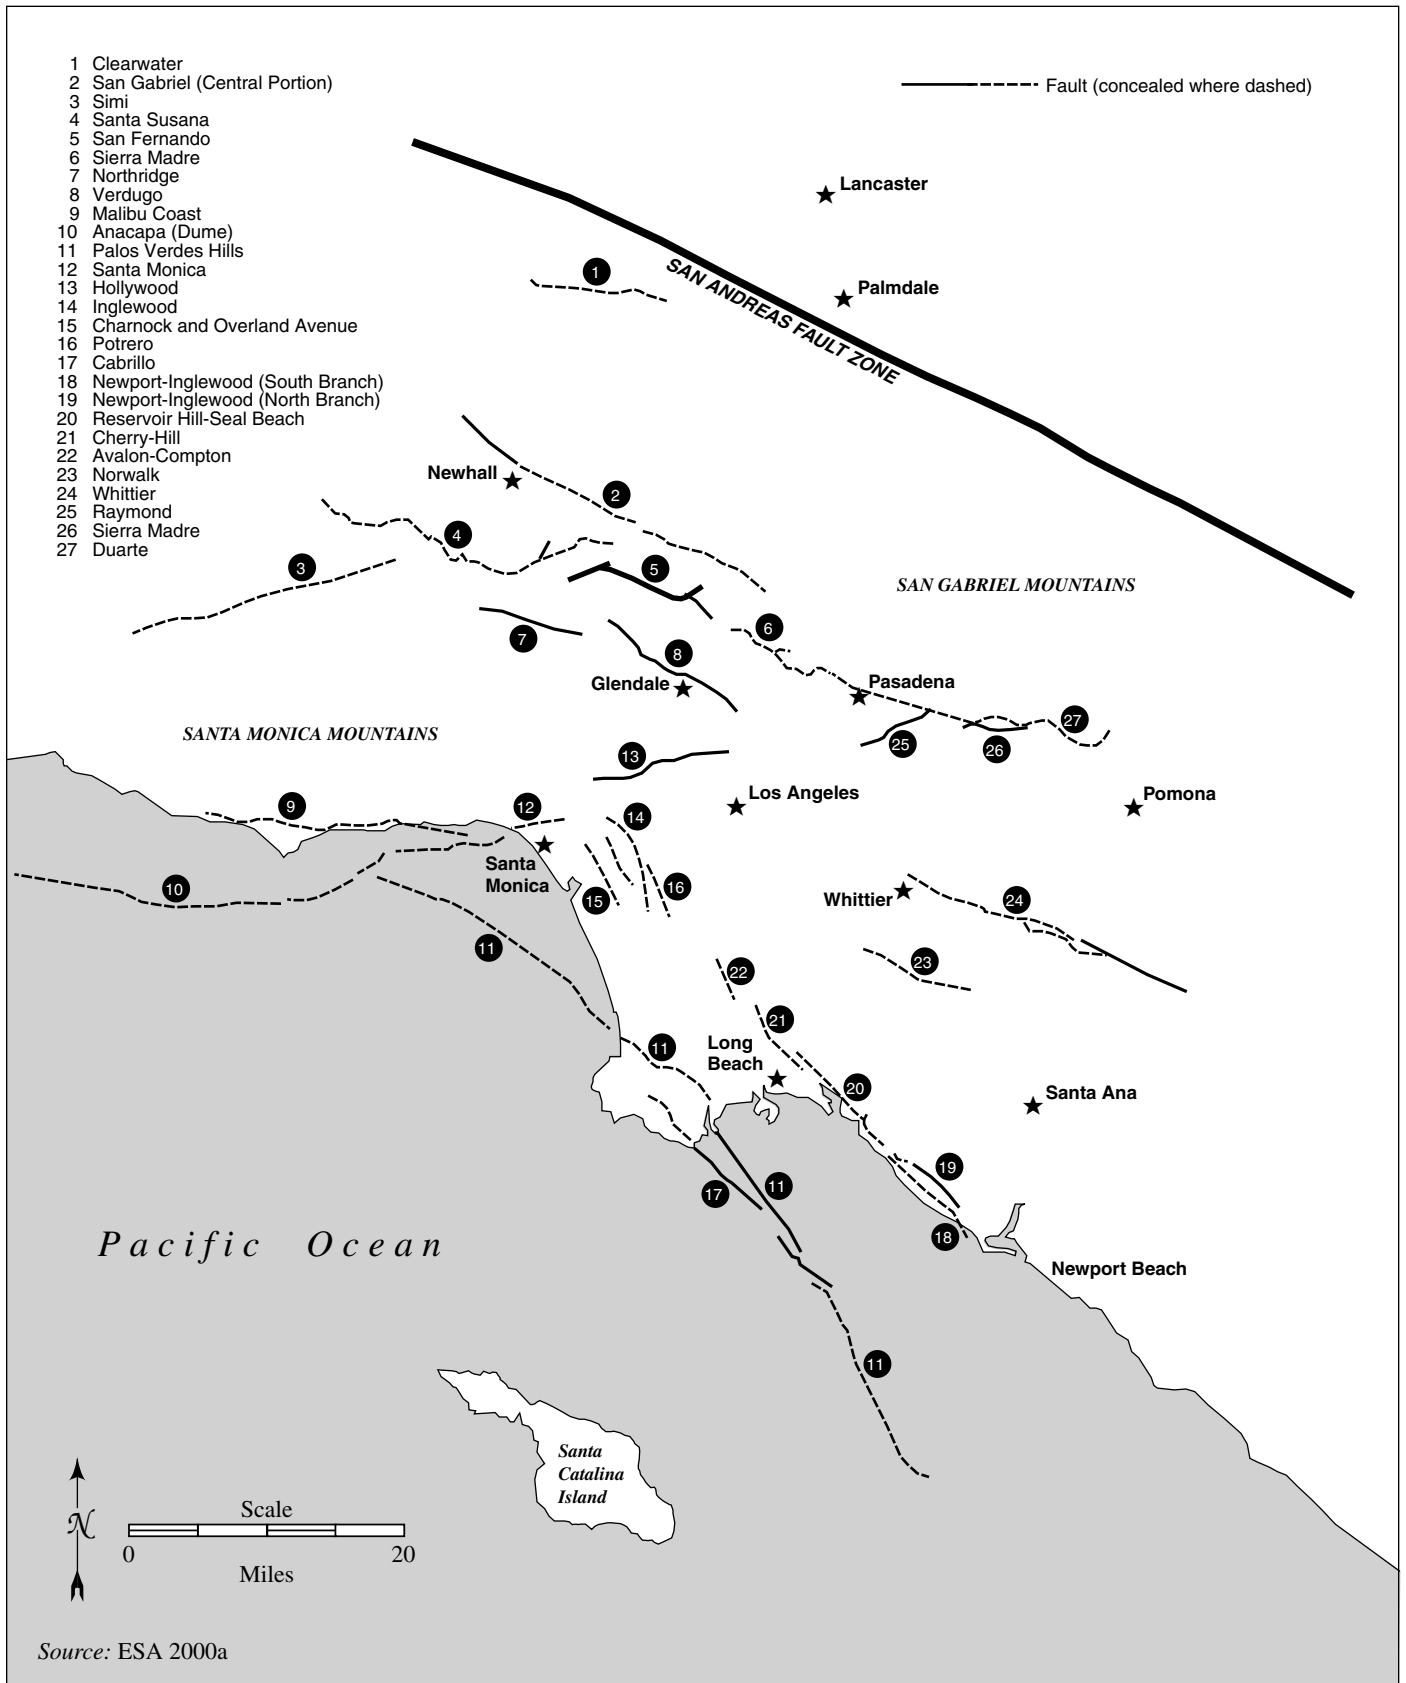 1 Clearwater
2 San Gabriel (Central Portion)
3 Simi
4 Santa Susana
5 San Fernando
6 Sierra Madre
7 Northridge
8 Verdugo
9 Malibu Coast
10 Anacapa (Dume)
11 Palos Verdes Hills
12 Santa Monica
13 Hollywood
14 Inglewood
15 Charnock and Overland Avenue
16 Potrero
17 Cabrillo
18 Newport-Inglewood (South Branch)
19 Newport-Inglewood (North Branch)
20 Reservoir Hill-Seal Beach
21 Cherry-Hill
22 Avalon-Compton
23 Norwalk
24 Whittier
25 Raymond
26 Sierra Madre
27 Duarte
Fault (concealed where dashed)
Lancaster
Palmdale
SAN ANDREAS FAULT ZONE
1
Newhall
2
4
3
5
SAN GABRIEL MOUNTAINS
6
7
8
Glendale
Pasadena
SANTA MONICA MOUNTAINS
27
25
26
13
Los Angeles
Pomona
9
12
14
Santa
Monica
10
15
16
Whittier
24
11
23
22
21
11
Long
Beach
20
Santa Ana
19
17
11
18
Pacific Ocean
Newport Beach
11
Santa
Catalina
Island
N
Scale
0
20
Miles
Source: ESA 2000a